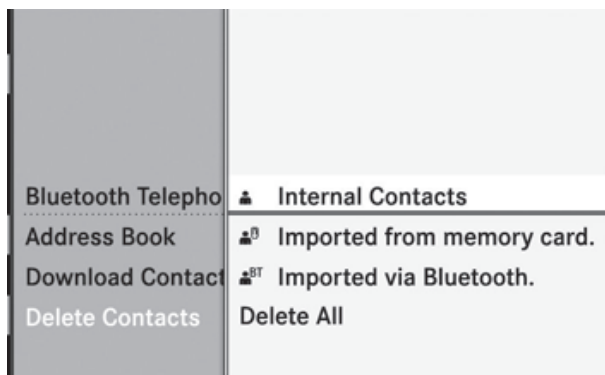 Bluetooth Telepho
Address Book
Download Contact
Delete Contacts
Internal Contacts
Imported from memory card.
BT Imported via Bluetooth.
Delete All